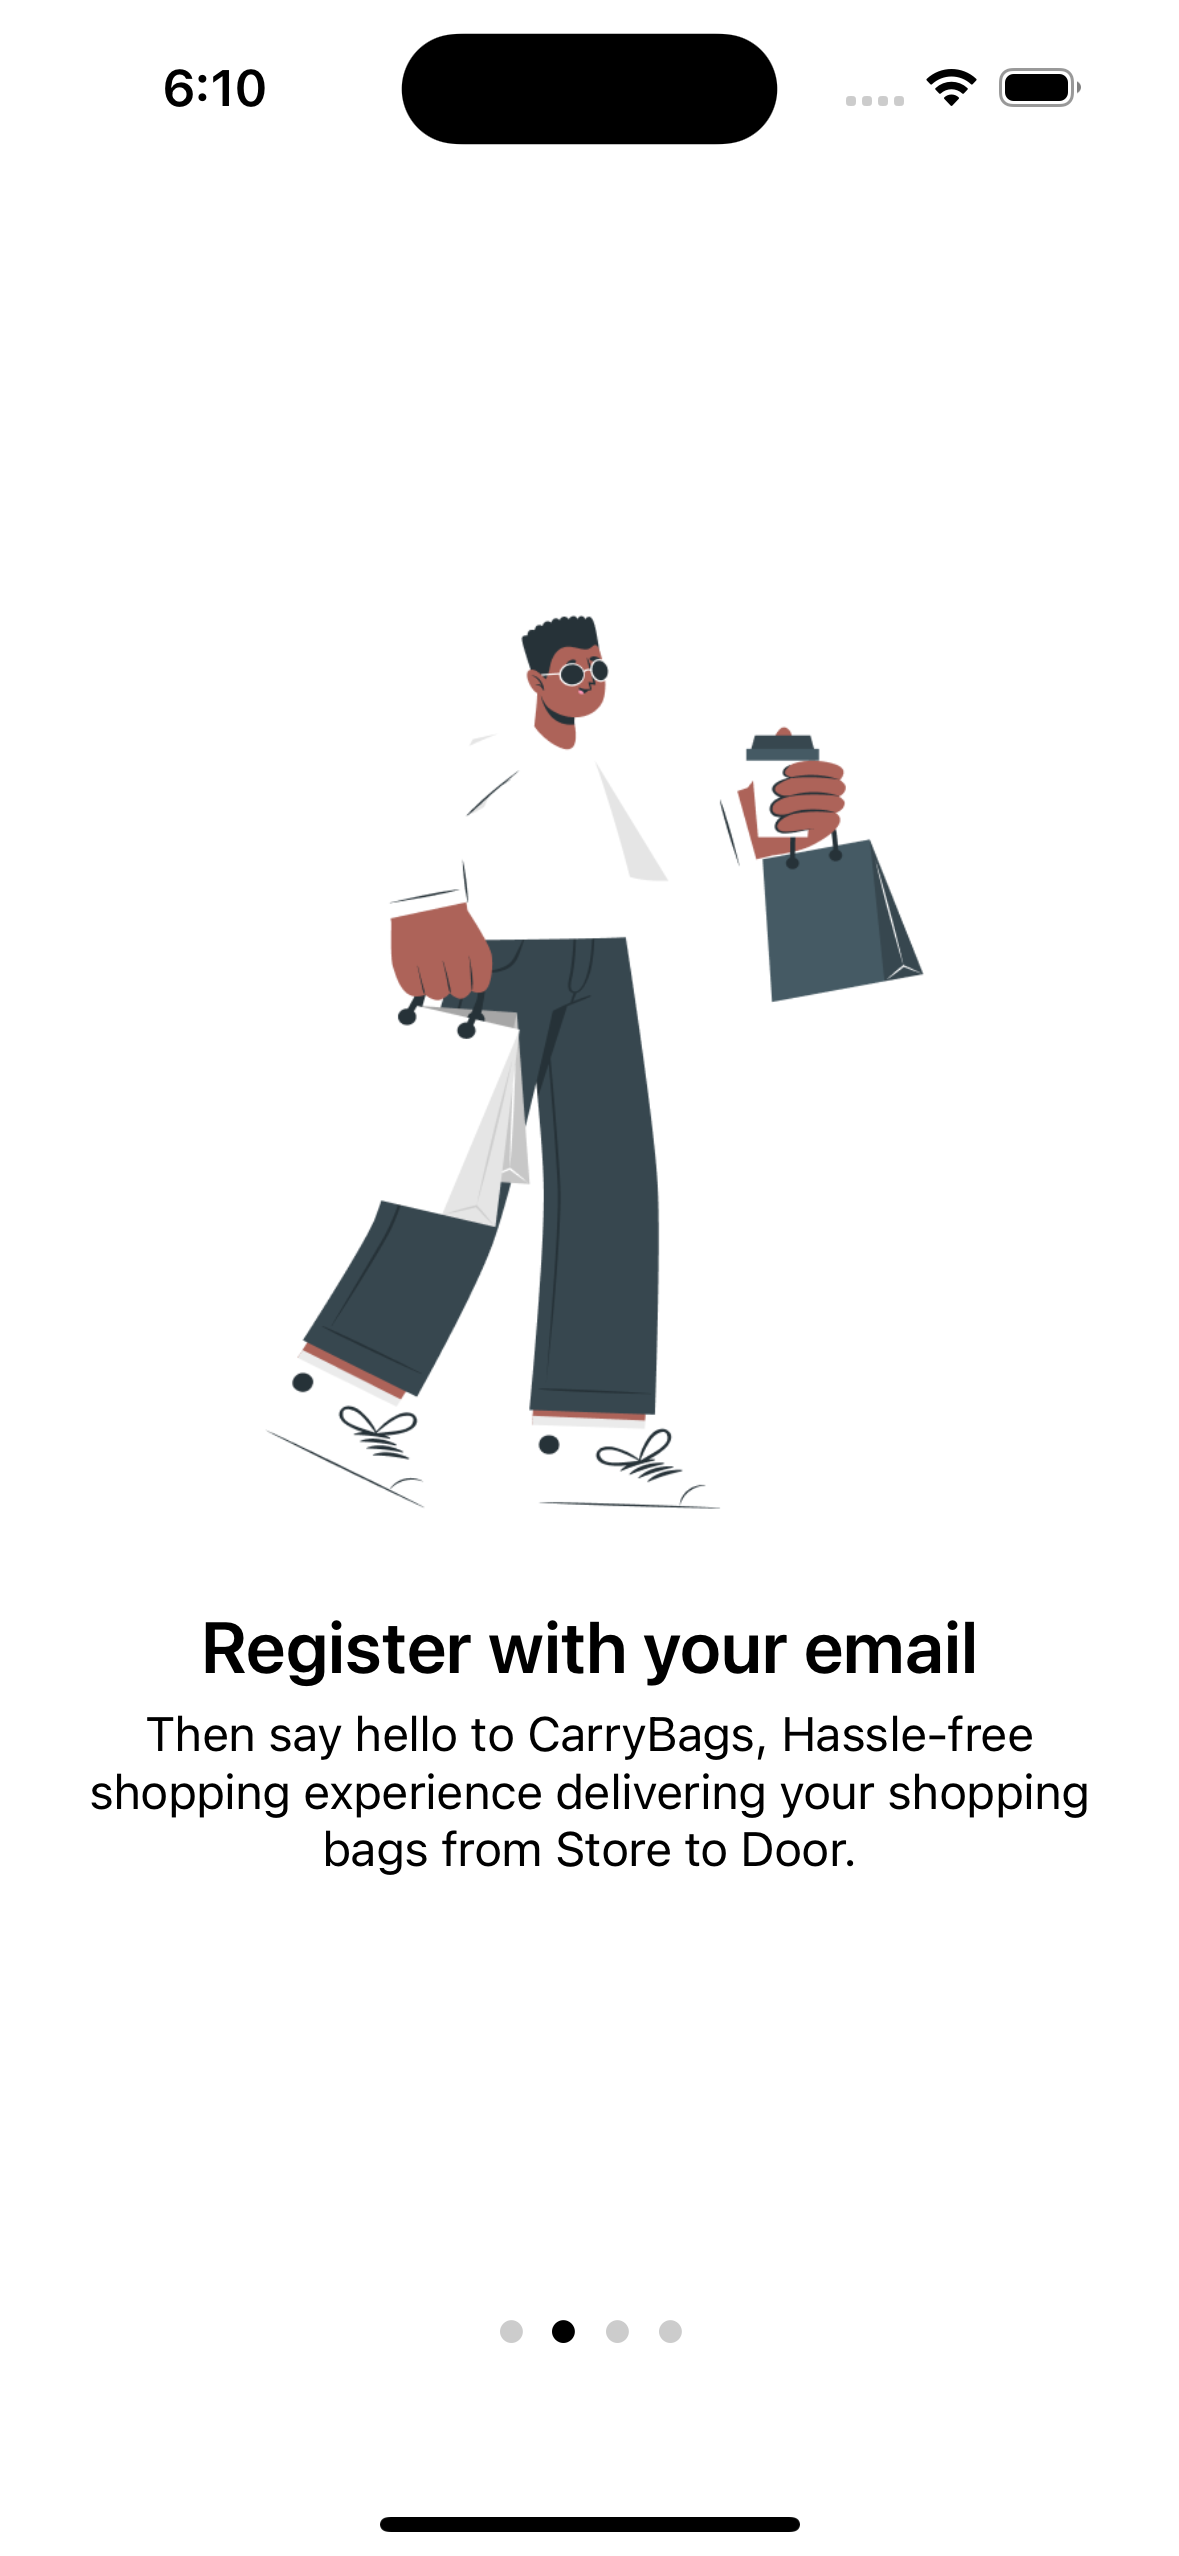 6:10
Register with your email
Then say hello to CarryBags, Hassle-free
shopping experience delivering your shopping
bags from Store to Door.